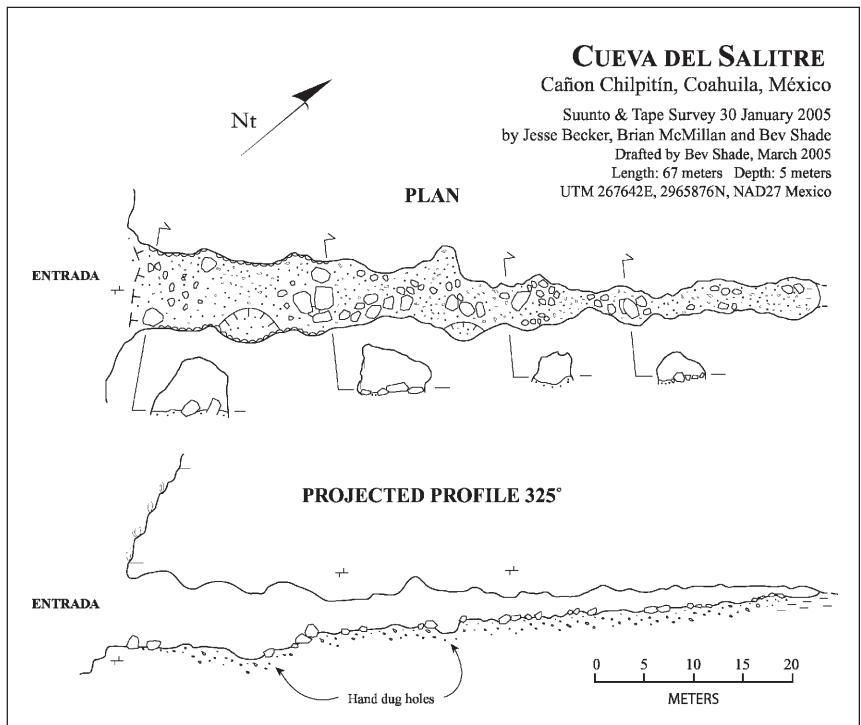 CUEVA DEL SALITRE
Cañon Chilpitín, Coahuila, México
Suunto & Tape Survey 30 January 2005
by Jesse Becker, Brian McMillan and Bev Shade
Drafted by Bev Shade, March 2005
Length: 67 meters Depth: 5 meters
UTM 267642E, 2965876N, NAD27 Mexico
Nt
PLAN
ENTRADA
PROJECTED PROFILE 325°
ENTRADA
Hand dug holes
0 5 10 15 20
METERS